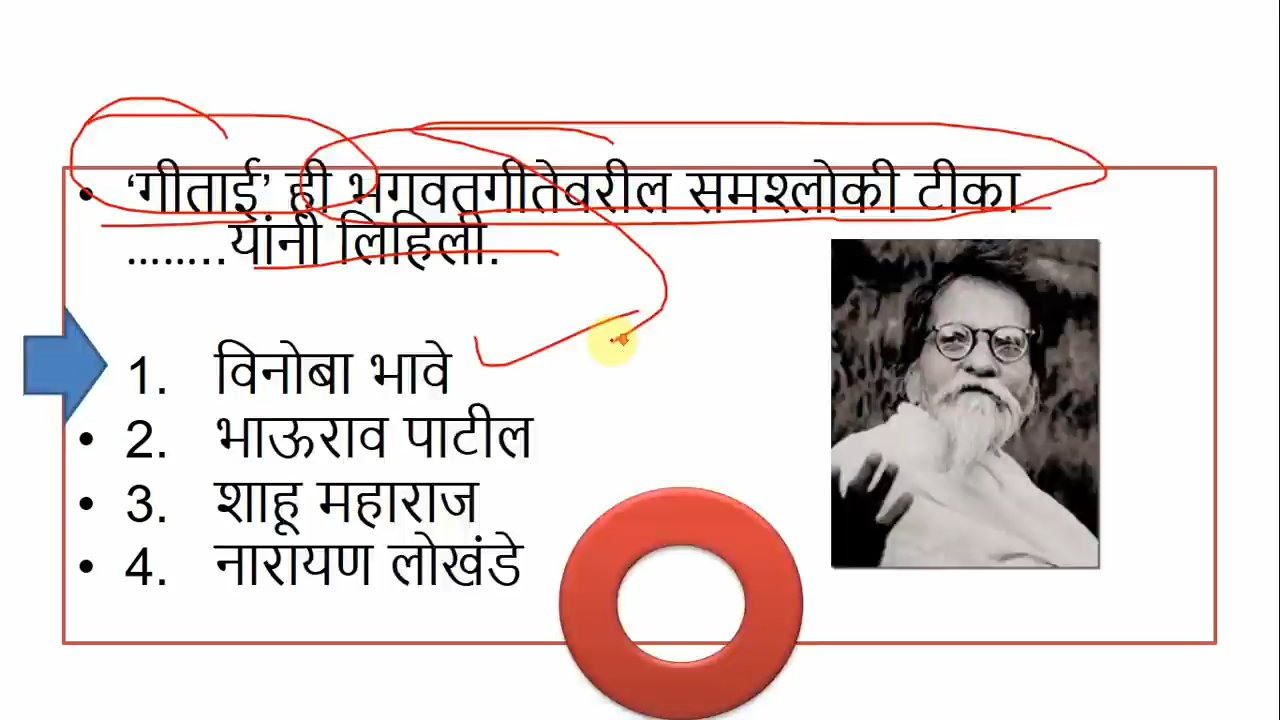 • ‘गीताई’ ही भगवतगीतेवरील समश्लोकी टीका
........यांनी लिहिली.
1. विनोबा भावे
• 2. भाऊराव पाटील
• 3. शाहू महाराज
• 4. नारायण लोखंडे